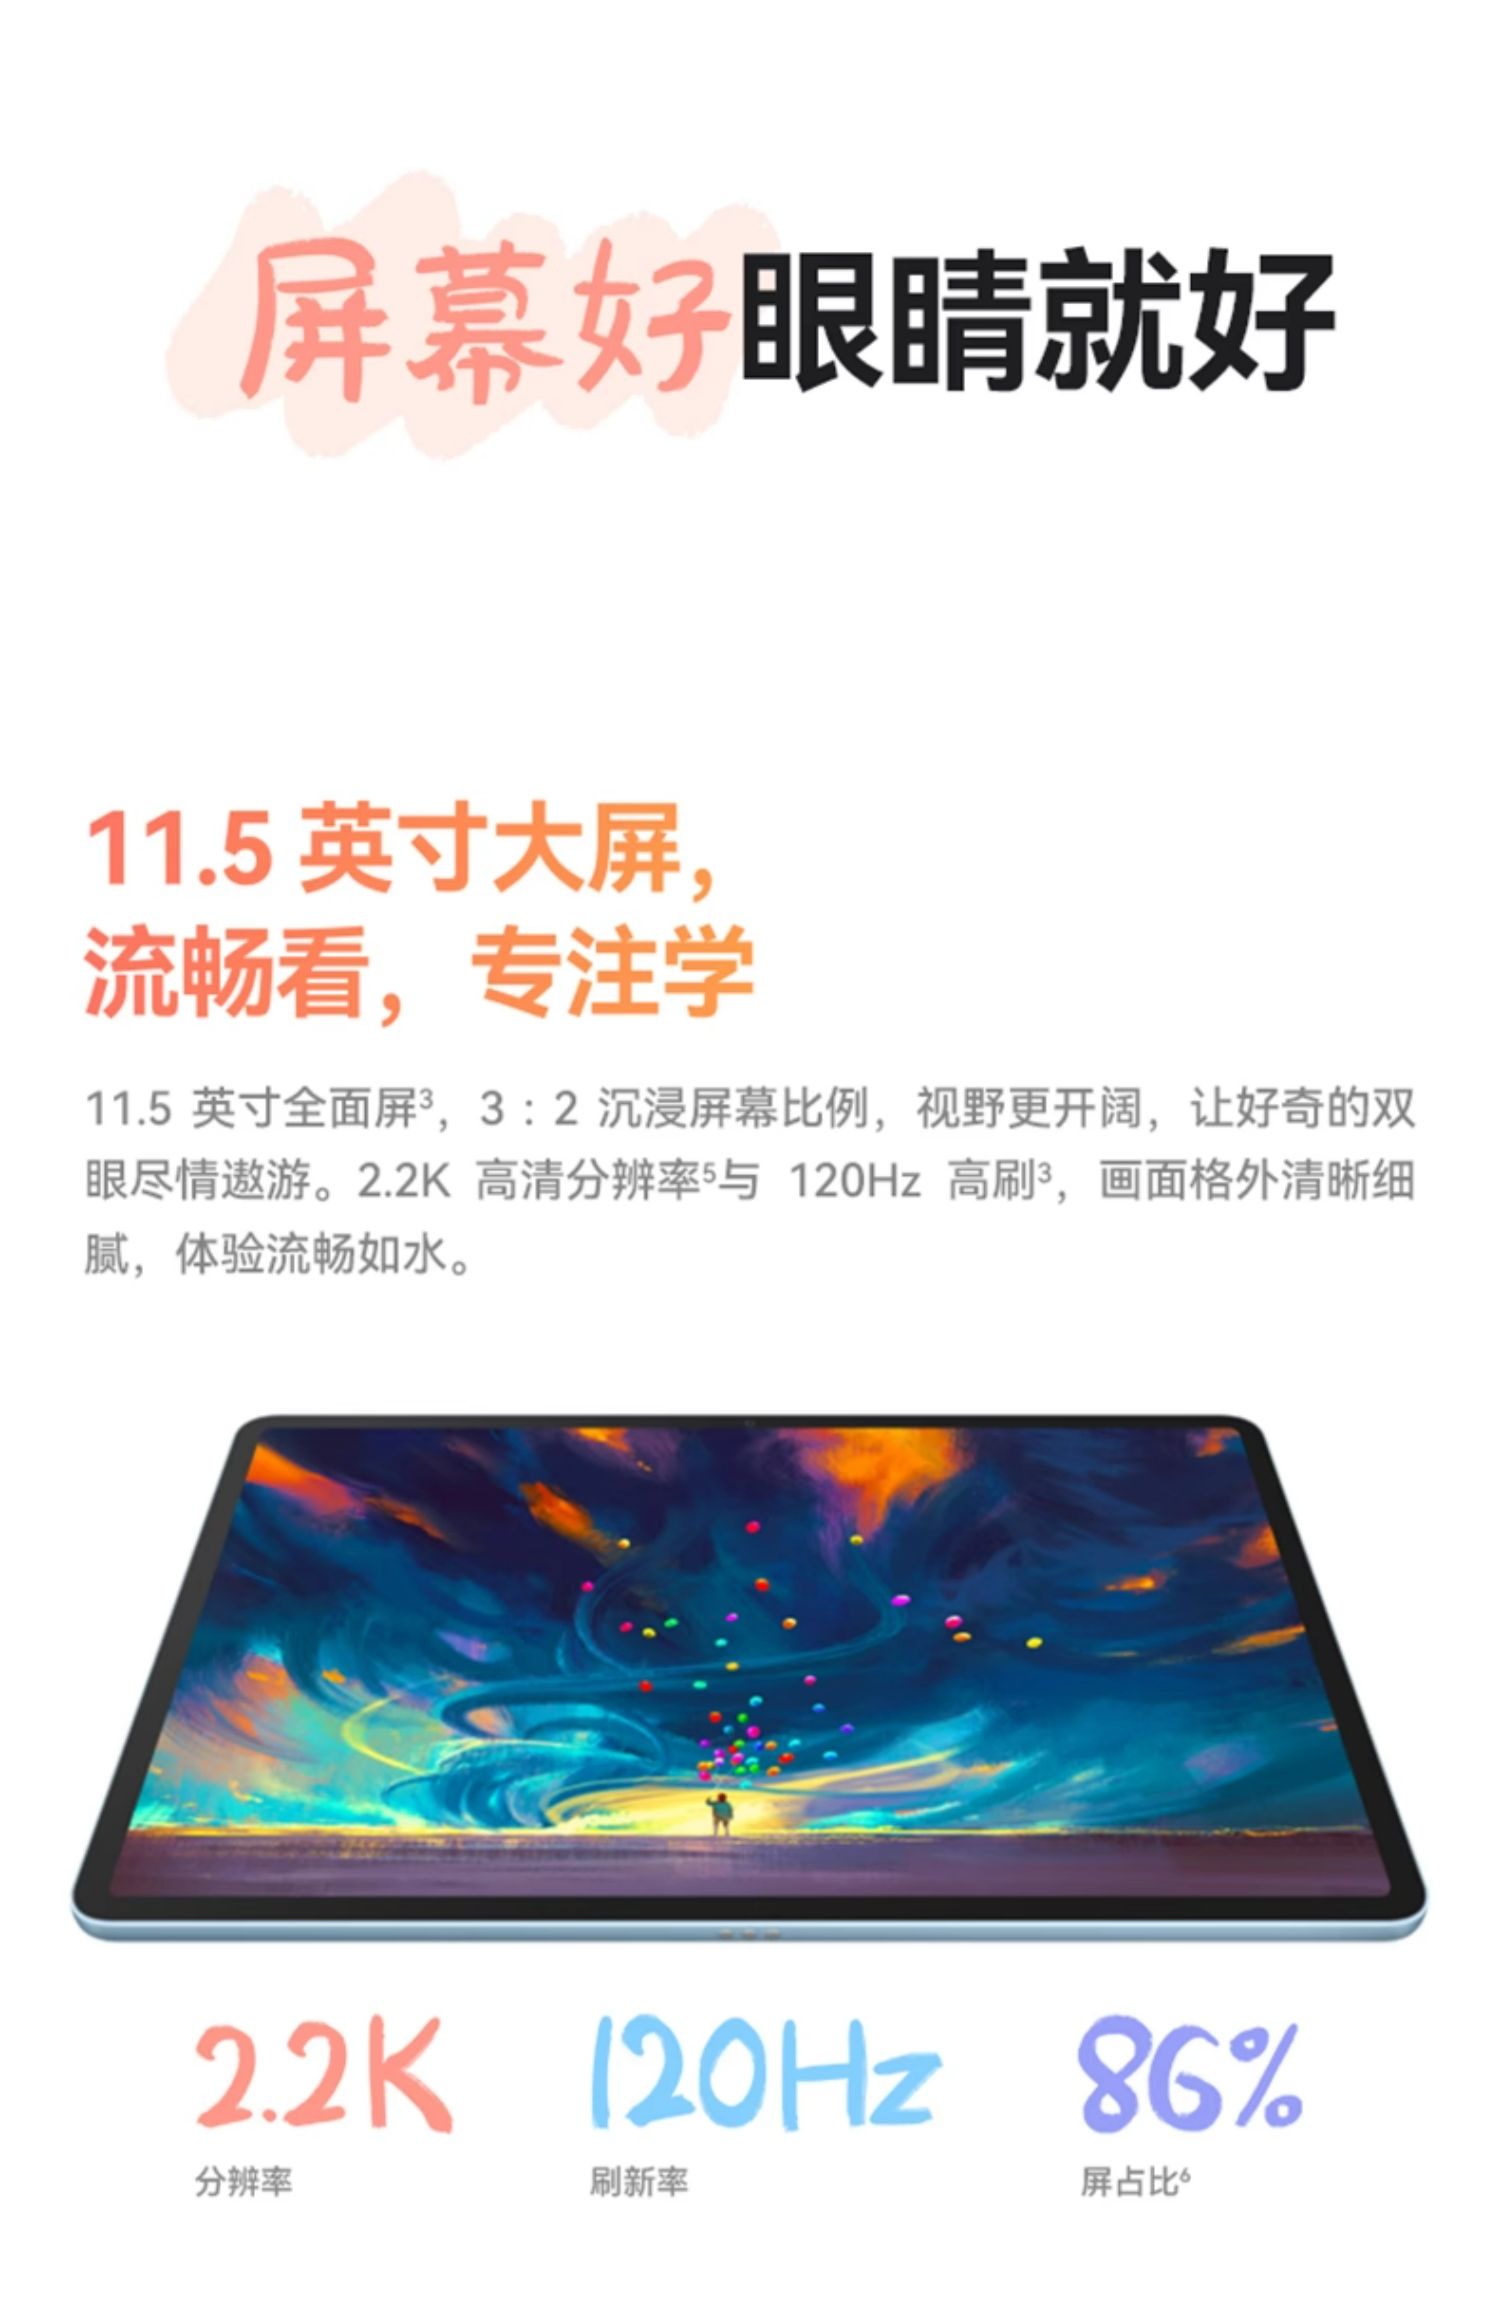 屏幕好眼睛就好
11.5 英寸大屏，
流畅看，专注学
11.5 英寸全面屏³，3：2 沉浸屏幕比例，视野更开阔，让好奇的双
眼尽情遨游。2.2K 高清分辨率⁵与 120Hz 高刷³，画面格外清晰细
腻，体验流畅如水。
2.2K 120Hz 86%
分辨率 刷新率 屏占比⁶